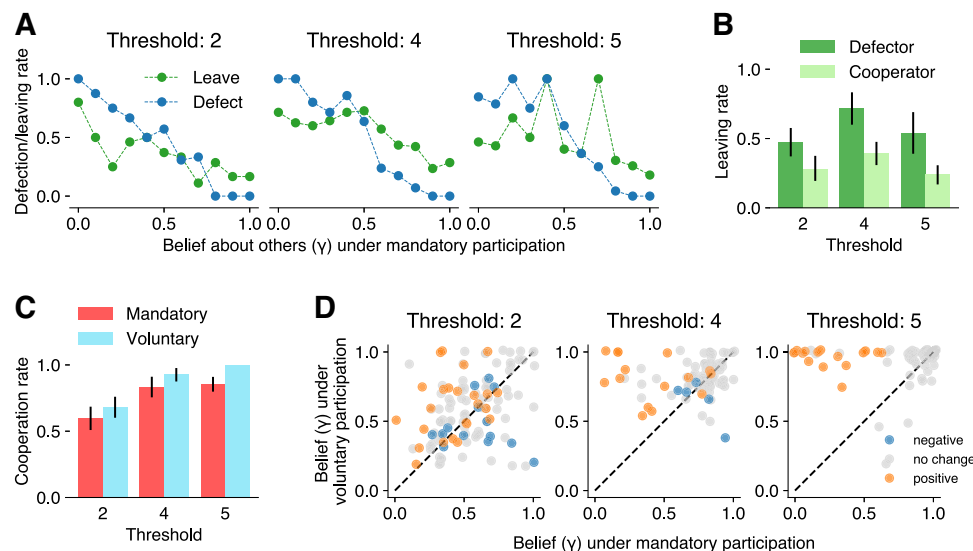 A
Threshold: 2
Threshold: 4
Threshold: 5
Defection/leaving rate
1.0
0.5
0.0
Leave
Defect
0.0 0.5 1.0
0.0 0.5 1.0
0.0 0.5 1.0
Belief about others (γ) under mandatory participation
B
Defector
Cooperator
Leaving rate
1.0
0.5
0.0
2 4 5
Threshold
C
Mandatory
Voluntary
Cooperation rate
1.0
0.5
0.0
2 4 5
Threshold
D
Threshold: 2
Threshold: 4
Threshold: 5
Belief (γ) under
voluntary participation
1.0
0.5
0.0
0.0 0.5 1.0
1.0
0.5
0.0
0.0 0.5 1.0
1.0
0.5
0.0
0.0 0.5 1.0
negative
no change
positive
Belief (γ) under mandatory participation